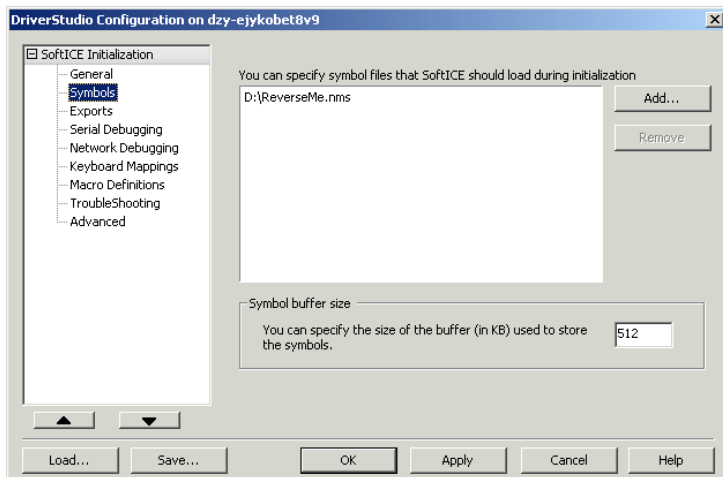 DriverStudio Configuration on dzy-ejykobet8v9
SoftICE Initialization
General
Symbols
Exports
Serial Debugging
Network Debugging
Keyboard Mappings
Macro Definitions
TroubleShooting
Advanced
You can specify symbol files that SoftICE should load during initialization
D:\ReverseMe.nms
Add...
Remove
Symbol buffer size
You can specify the size of the buffer (in KB) used to store
the symbols.
512
Load...
Save...
OK
Apply
Cancel
Help